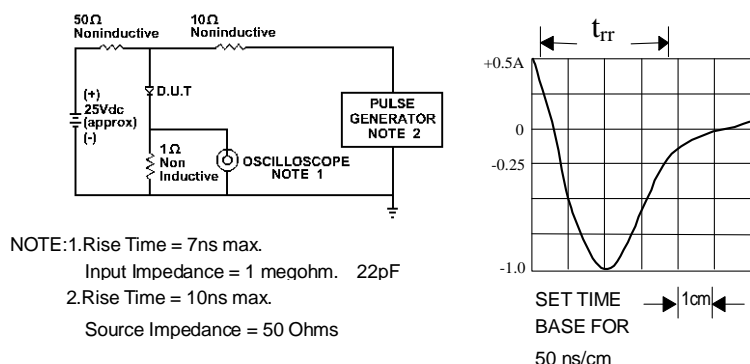 50Ω
Noninductive
10Ω
Noninductive
D.U.T
(+)
25Vdc
(approx)
(-)
1Ω
Non
Inductive
OSCILLOSCOPE
NOTE 1
PULSE
GENERATOR
NOTE 2
NOTE:1.Rise Time = 7ns max.
Input Impedance = 1 megohm. 22pF
2.Rise Time = 10ns max.
Source Impedance = 50 Ohms
trr
+0.5A
0
-0.25
-1.0
SET TIME
BASE FOR
50 ns/cm
1cm